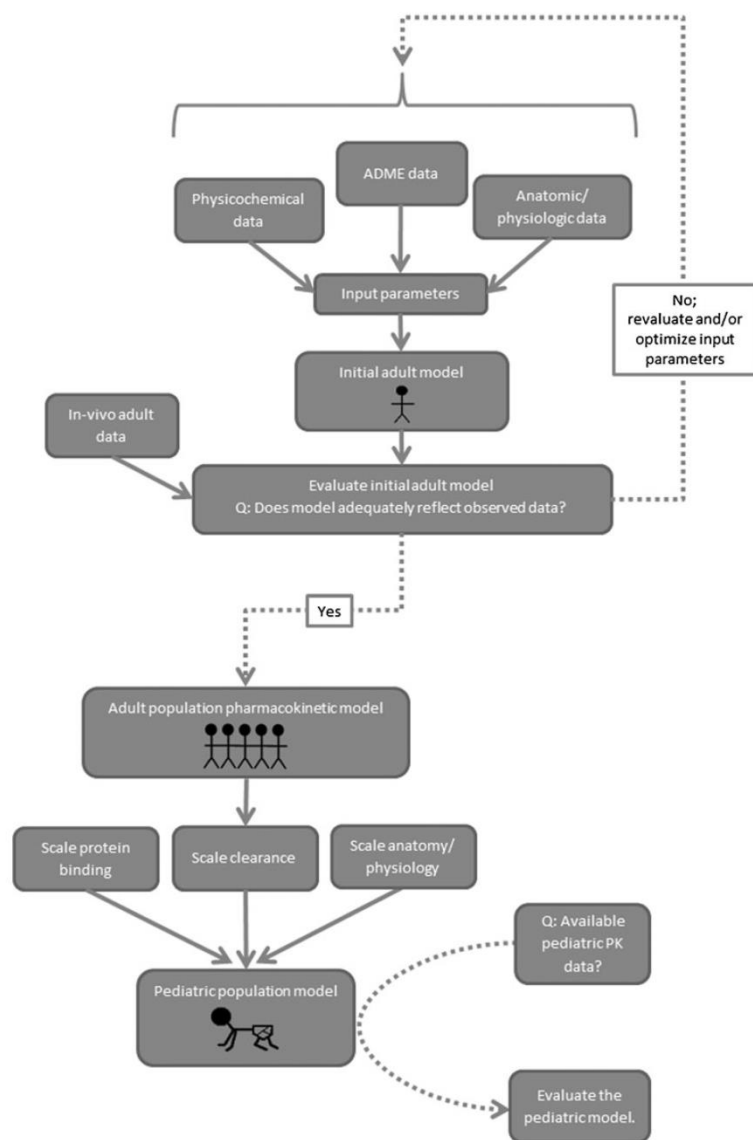 ADME data
Physicochemical
data
Anatomic/
physiologic data
Input parameters
No;
revaluate and/or
optimize input
parameters
Initial adult model
In-vivo adult
data
Evaluate initial adult model
Q: Does model adequately reflect observed data?
Yes
Adult population pharmacokinetic model
Scale protein
binding
Scale clearance
Scale anatomy/
physiology
Q: Available
pediatric PK
data?
Pediatric population model
Evaluate the
pediatric model.